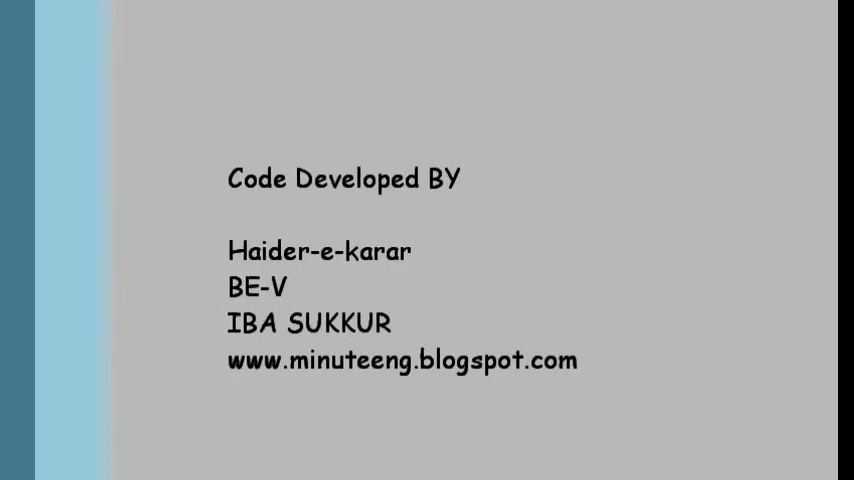 Code Developed BY
Haider-e-karar
BE-V
IBA SUKKUR
www.minuteeng.blogspot.com